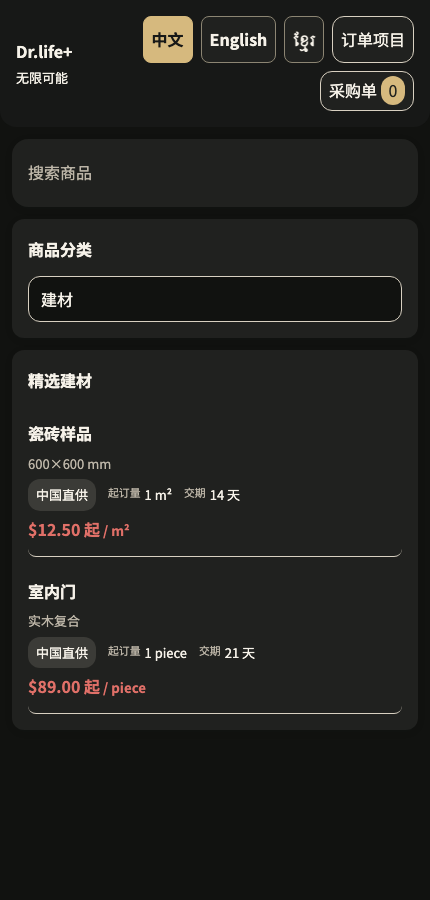 Dr.life+
无限可能
中文
English
ខ្មែរ
订单项目
采购单 0
搜索商品
商品分类
建材
精选建材
瓷砖样品
600×600 mm
中国直供 起订量 1 m² 交期 14 天
$12.50 起 / m²
室内门
实木复合
中国直供 起订量 1 piece 交期 21 天
$89.00 起 / piece